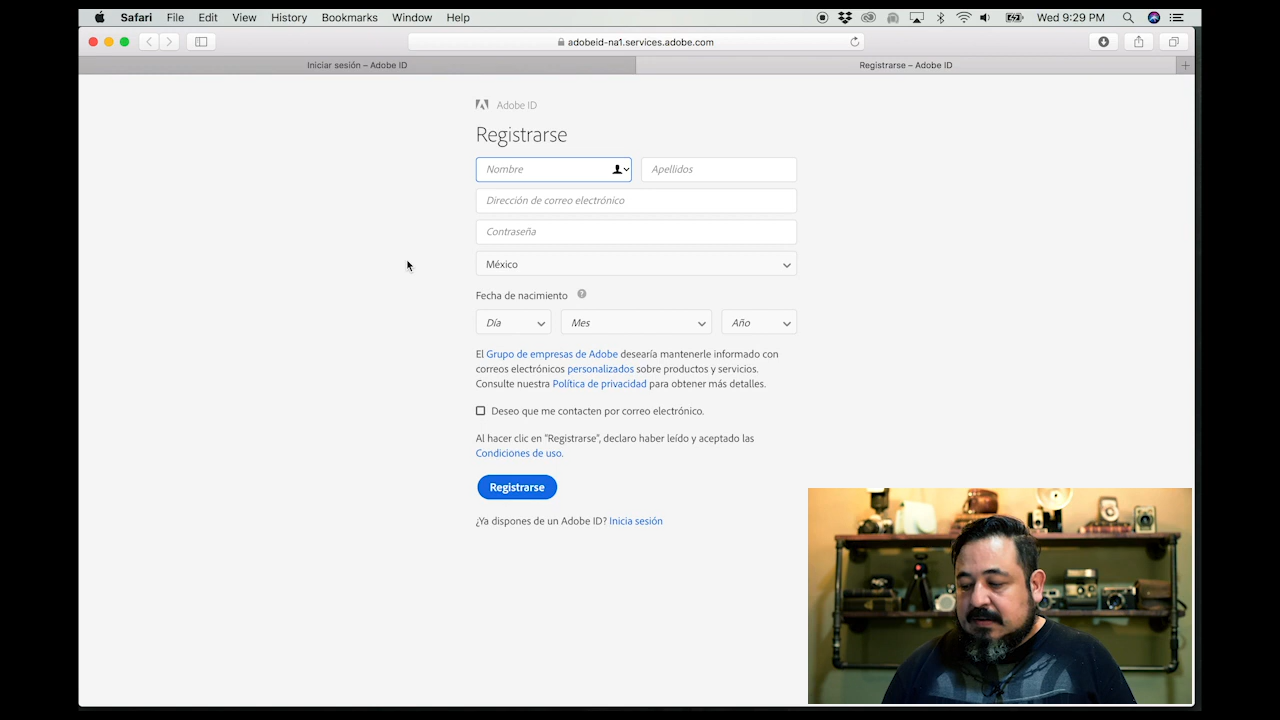 Safari File Edit View History Bookmarks Window Help Wed 9:29 PM
adobeid-na1.services.adobe.com
Iniciar sesión – Adobe ID
Registrarse – Adobe ID
Adobe ID
Registrarse
Nombre
Apellidos
Dirección de correo electrónico
Contraseña
México
Fecha de nacimiento ?
Día
Mes
Año
El Grupo de empresas de Adobe desearía mantenerle informado con
correos electrónicos personalizados sobre productos y servicios.
Consulte nuestra Política de privacidad para obtener más detalles.
Deseo que me contacten por correo electrónico.
Al hacer clic en "Registrarse", declaro haber leído y aceptado las
Condiciones de uso.
Registrarse
¿Ya dispones de un Adobe ID? Inicia sesión